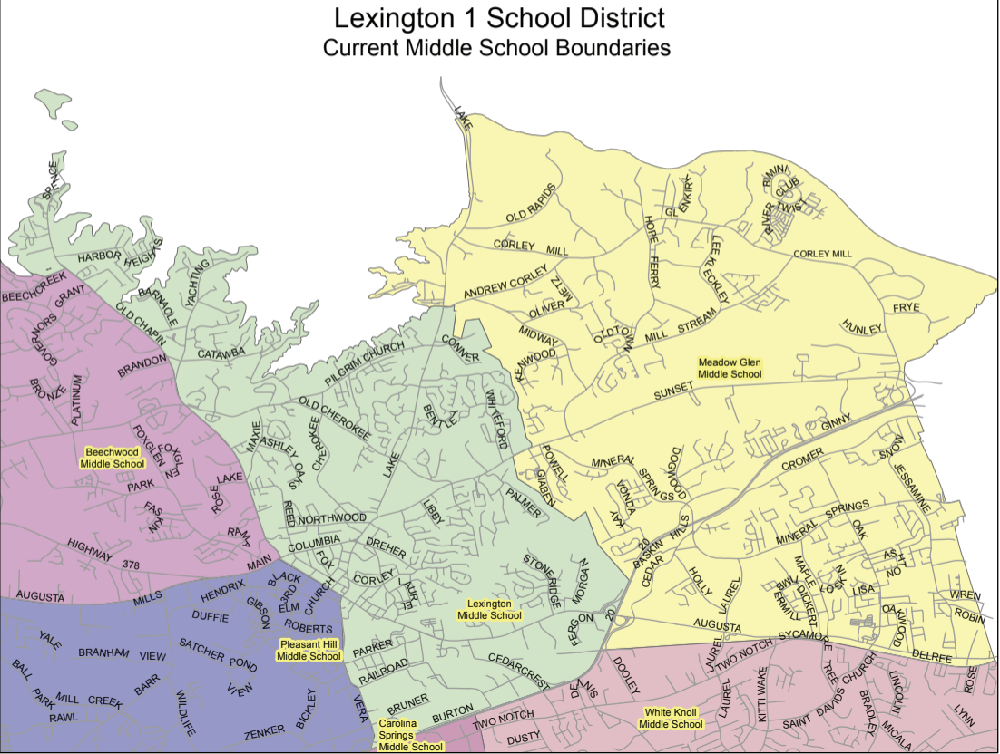 Lexington 1 School District
Current Middle School Boundaries
LAKE
SPENCE
BIMINI
CLUB
TWIST
RIVER
OLD RAPIDS
GLENKIRK
HOPE FERRY
LEE KLECKLEY
CORLEY MILL
CORLEY MILL
HARBOR HEIGHTS
YACHTING
BARNACLE
BEECHCREEK
GRANT
GOVERNORS
OLD CHAPIN
ANDREW CORLEY
METZ
OLIVER
MIDWAY
OLDTOWN
MILL STREAM
FRYE
HUNLEY
CATAWBA
BRANDON
PILGRIM CHURCH
CONNER
KENWOOD
Meadow Glen
Middle School
SUNSET
BRONZE
PLATINUM
OLD CHEROKEE
BENTLEY
WHITEFORD
GINNY
FOXGLEN
FOXGLEN
MAXIE
ASHLEY OAKS
CHEROKEE
LAKE
Beechwood
Middle School
POWELL
GIABEN
MINERAL SPRINGS
DOGWOOD
CROMER
SNOW
JESSAMINE
PARK
LAKE
ROSE
VONDA
KAY
REED
NORTHWOOD
LIBBY
PALMER
MINERAL SPRINGS
OAK
RAMA
COLUMBIA
DREHER
FOX
20
BASKIN HILLS
CEDAR
HIGHWAY 378
MAIN
BLACK
3RD
CHURCH
CORLEY
LAUREL
STONERIDGE
MORGAN
HOLLY
LAUREL
MAPLE
DICKERT
LISA
WREN
ROBIN
AUGUSTA
MILLS
HENDRIX
ELM
GIBSON
DUFFIE
ROBERTS
Lexington
Middle School
20
AUGUSTA
OAKWOOD
YALE
BRANHAM VIEW
SATCHER POND
VIEW
Pleasant Hill
Middle School
PARKER
RAILROAD
CEDARCREST
LAUREL
TWO NOTCH
SYCAMORE
DELREE
BALL PARK
MILL CREEK
RAWL
BARR
WILDLIFE
ZENKER
BICKLEY
VERA
BRUNER
BURTON
DENNIS
DOOLEY
LAUREL
KITTI WAKE
SAINT DAVIDS CHURCH
BRADLEY
LINCOLN
MICALA
LYNN
ROSE
Carolina
Springs
Middle School
TWO NOTCH
DUSTY
White Knoll
Middle School